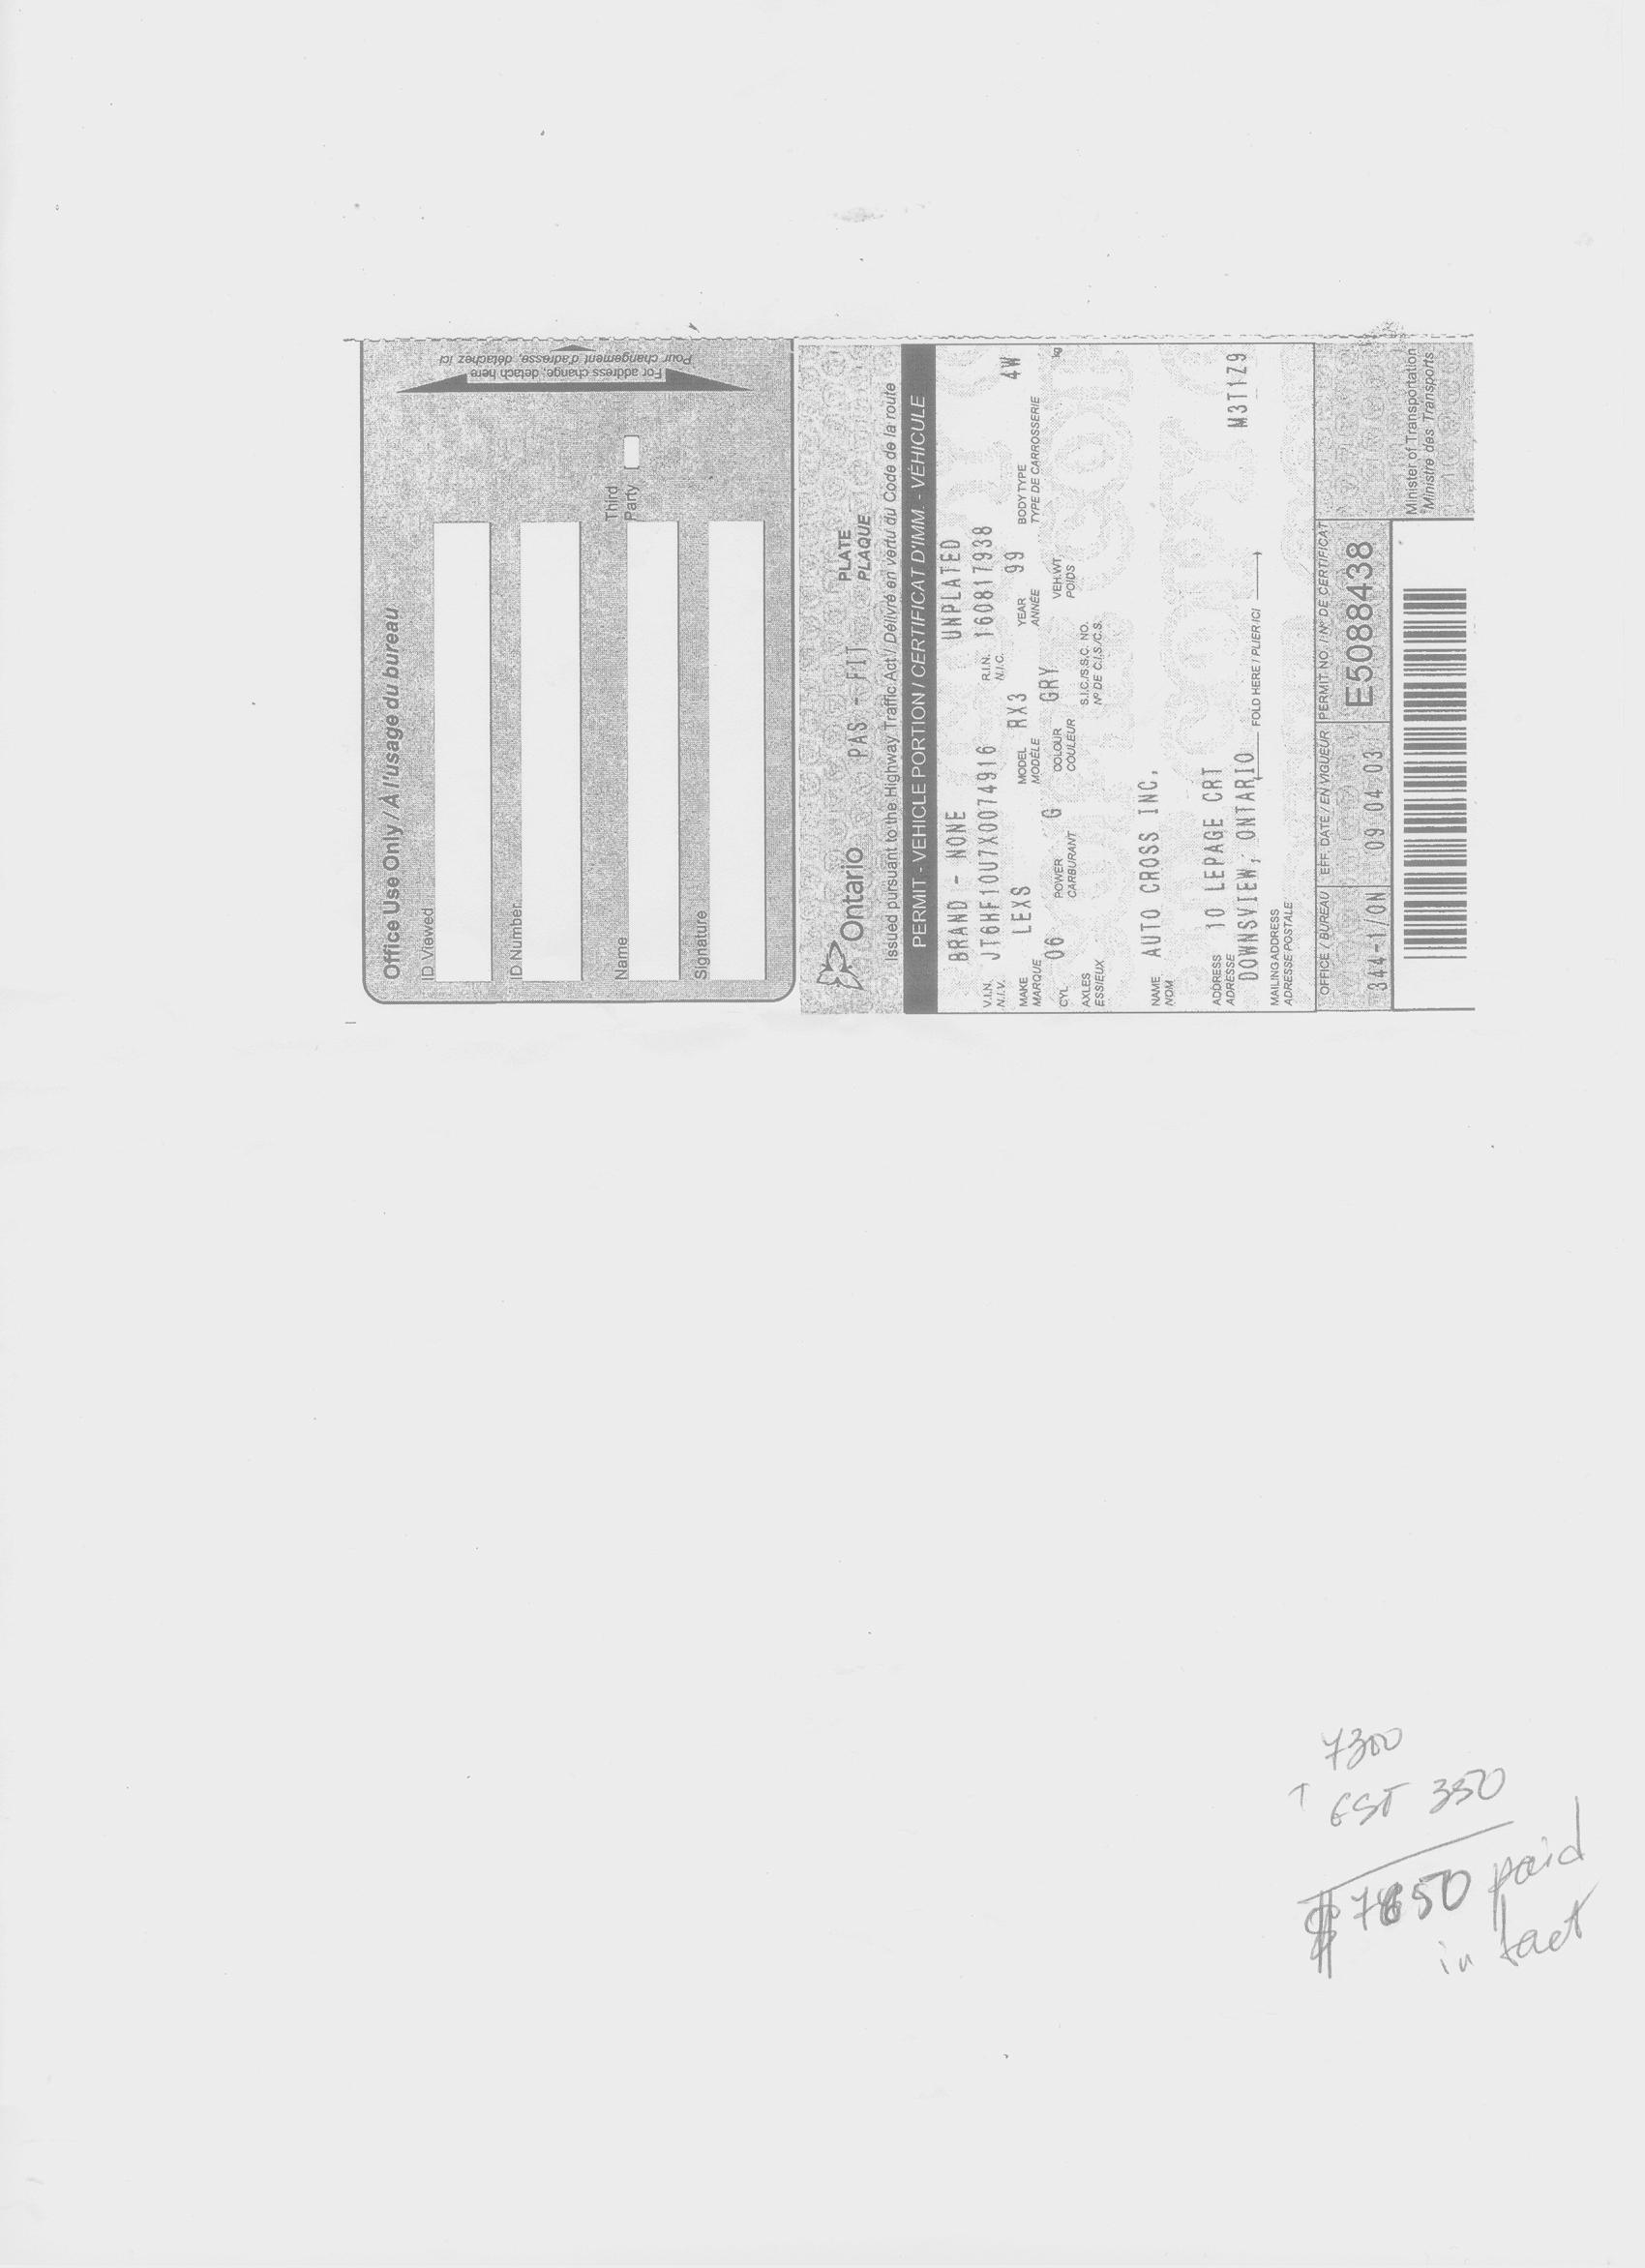 Office Use Only / À l'usage du bureau
ID Viewed
ID Number
Name
Third
Party
Signature
For address change, detach here
Pour changement d'adresse, détachez ici
Ontario
PAS - FIT
PLATE
PLAQUE
Issued pursuant to the Highway Traffic Act / Délivré en vertu du Code de la route
PERMIT - VEHICLE PORTION / CERTIFICAT D'IMM. - VÉHICULE
BRAND - NONE UNPLATED
V.I.N. JT6HF10U7X0074916 R.I.N. 160817938
N.I.V. N.I.C.
MAKE LEXS MODEL RX3 YEAR 99 BODY TYPE 4W
MARQUE MODÈLE ANNÉE TYPE DE CARROSSERIE
CYL 06 POWER G COLOUR GRY VEH.WT. kg
CARBURANT COULEUR POIDS
AXLES S.I.C./S.S.C. NO.
ESSIEUX Nº DE C.I.S./C.S.
NAME AUTO CROSS INC,
NOM
ADDRESS 10 LEPAGE CRT
ADRESSE
DOWNSVIEW, ONTARIO M3T1Z9
FOLD HERE / PLIER ICI
MAILING ADDRESS
ADRESSE POSTALE
OFFICE / BUREAU EFF. DATE / EN VIGUEUR PERMIT NO. / Nº DE CERTIFICAT
344-1/ON 09 04 03 E5088438
Minister of Transportation
Ministre des Transports
7300
GST 350
$7650 paid
in fact